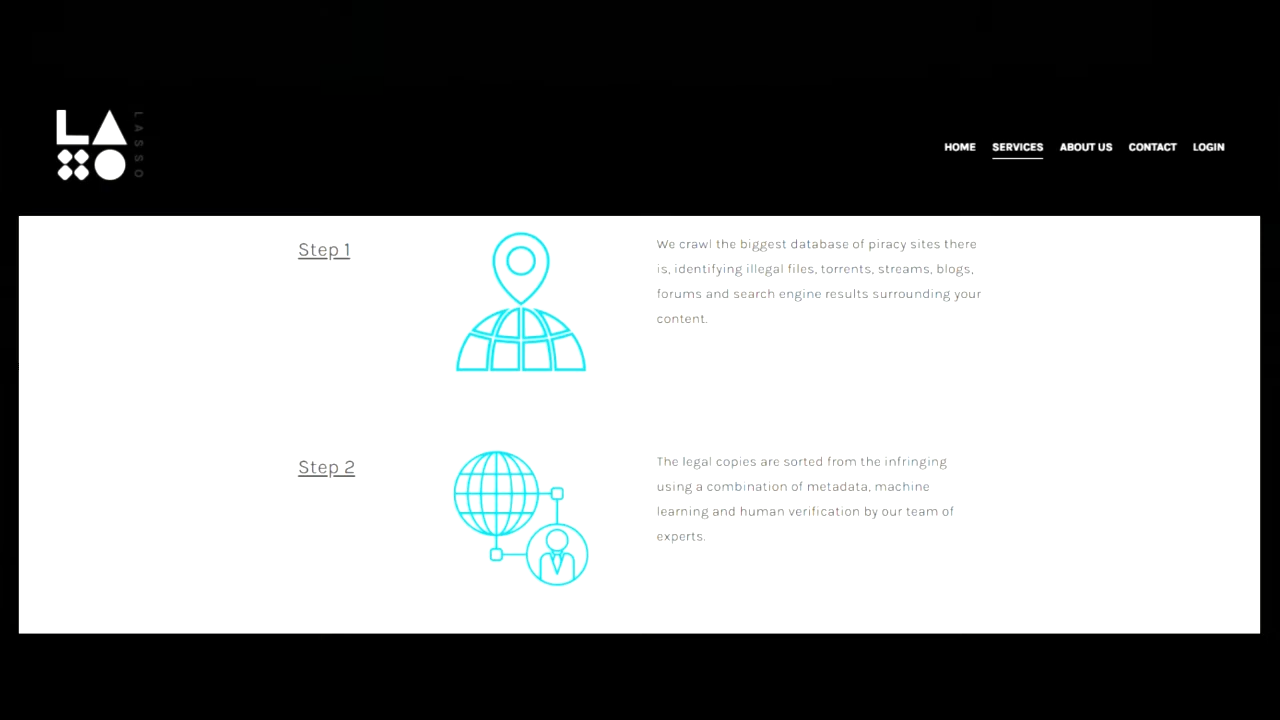 LA
LASSO
HOME SERVICES ABOUT US CONTACT LOGIN
Step 1
We crawl the biggest database of piracy sites there
is, identifying illegal files, torrents, streams, blogs,
forums and search engine results surrounding your
content.
Step 2
The legal copies are sorted from the infringing
using a combination of metadata, machine
learning and human verification by our team of
experts.